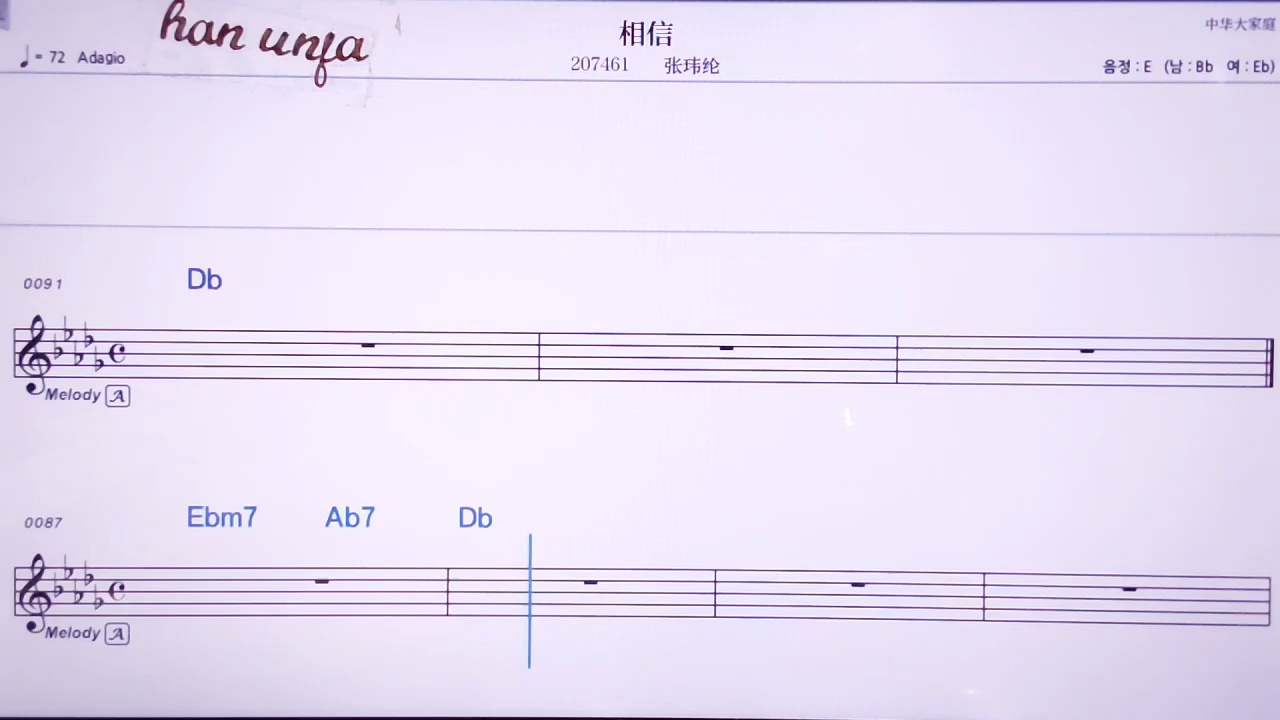 han unfa
相信
中华大家庭
♩= 72 Adagio
207461 张玮纶
음정 : E (남 : Bb 여 : Eb)
0091 Db
Melody A
0087 Ebm7 Ab7 Db
Melody A